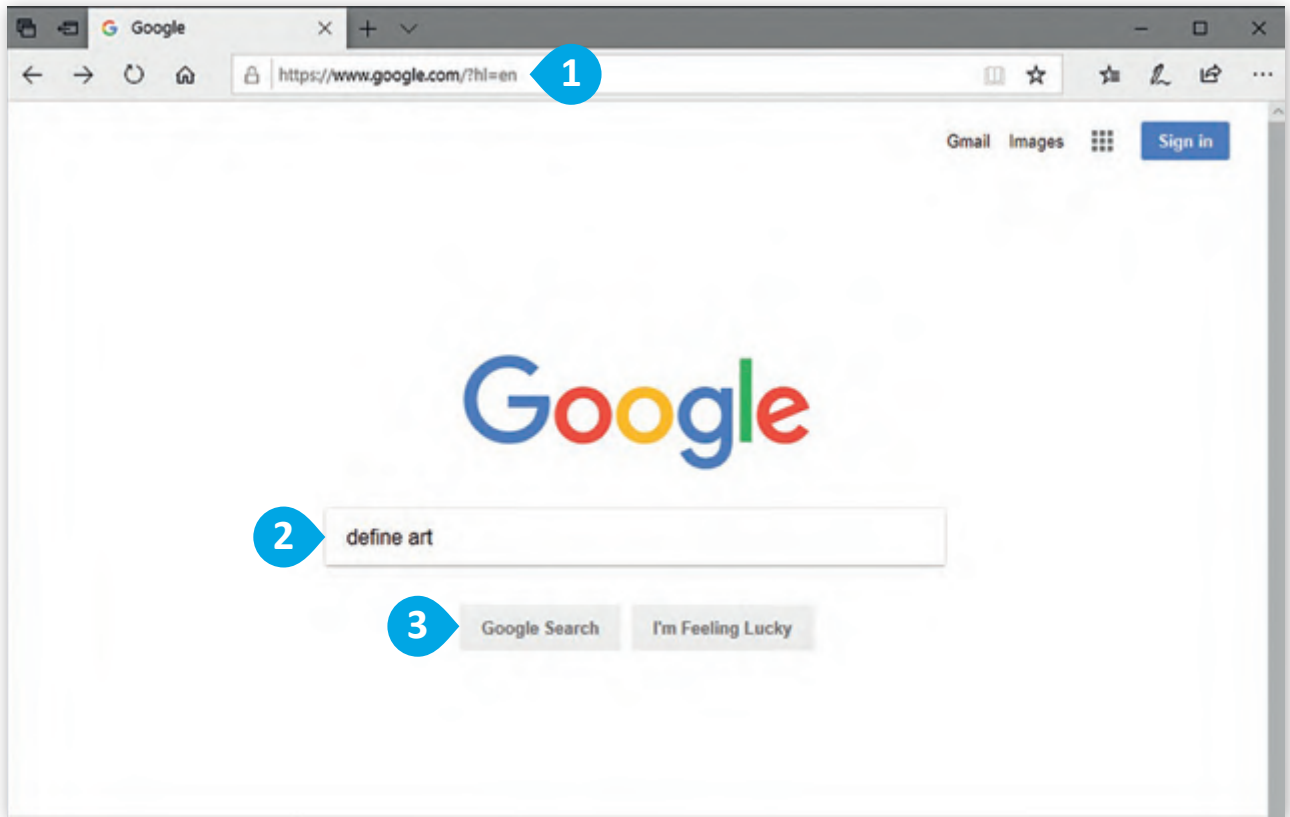 Google
https://www.google.com/?hl=en 1
Gmail Images Sign in
Google
2 define art
3 Google Search I'm Feeling Lucky